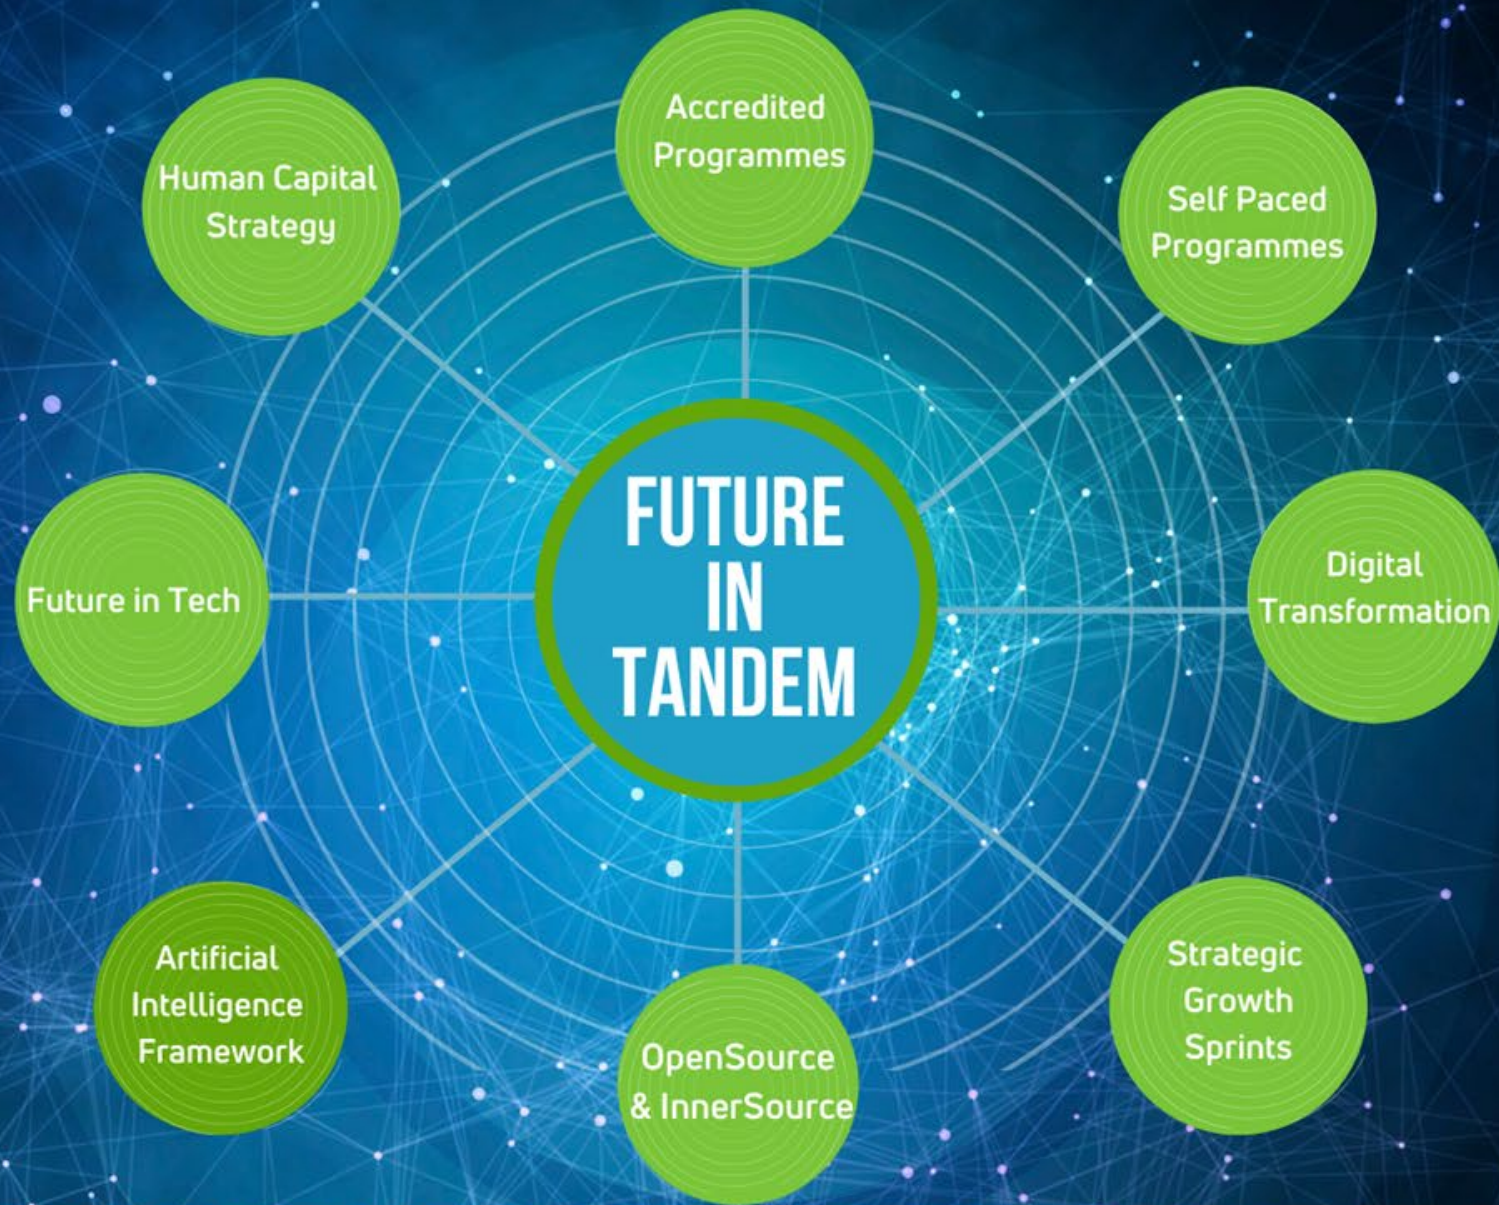 Accredited
Programmes
Human Capital
Strategy
Self Paced
Programmes
FUTURE
IN
TANDEM
Future in Tech
Digital
Transformation
Artificial
Intelligence
Framework
Strategic
Growth
Sprints
OpenSource
& InnerSource